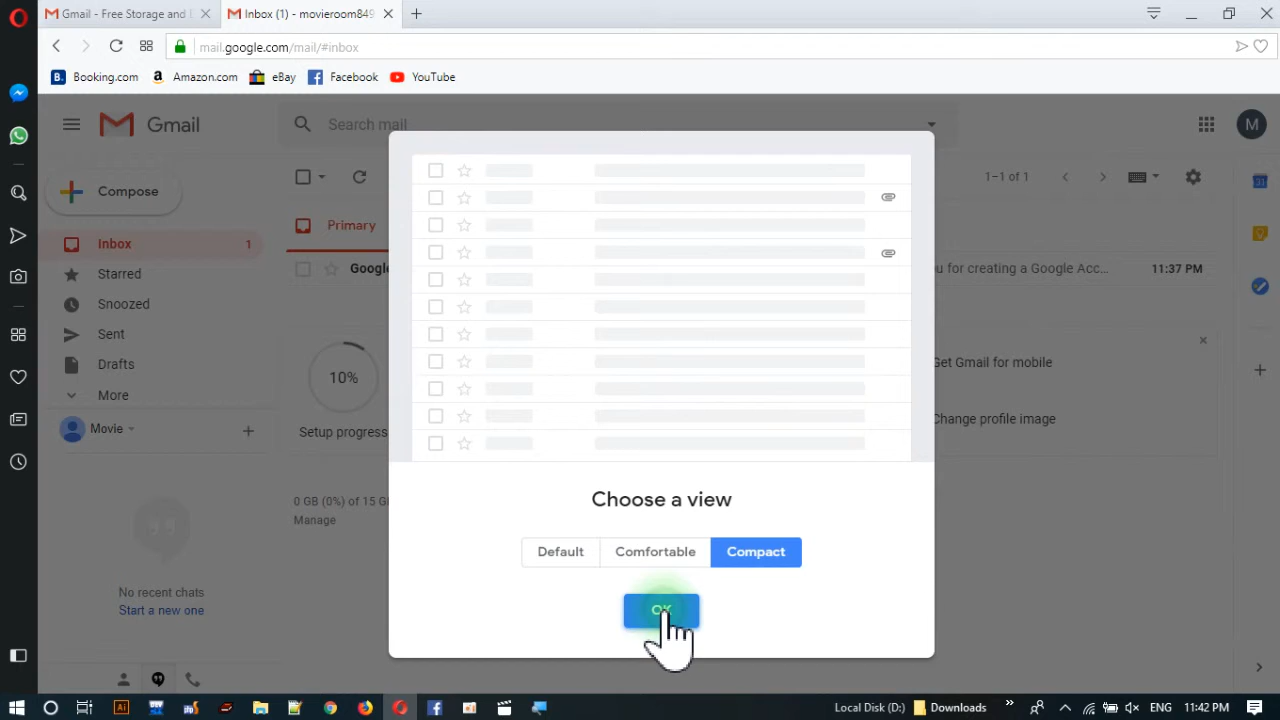 Gmail - Free Storage and
Inbox (1) - movieroom849
mail.google.com/mail/#inbox
Booking.com
Amazon.com
eBay
Facebook
YouTube
Gmail
Search mail
M
Compose
1–1 of 1
Primary
Inbox 1
Googl
u for creating a Google Acc... 11:37 PM
Starred
Snoozed
Sent
Drafts
More
Movie
10%
Setup progress
Get Gmail for mobile
Change profile image
0 GB (0%) of 15 G
Manage
Choose a view
Default Comfortable Compact
OK
No recent chats
Start a new one
Local Disk (D:)
Downloads
11:42 PM